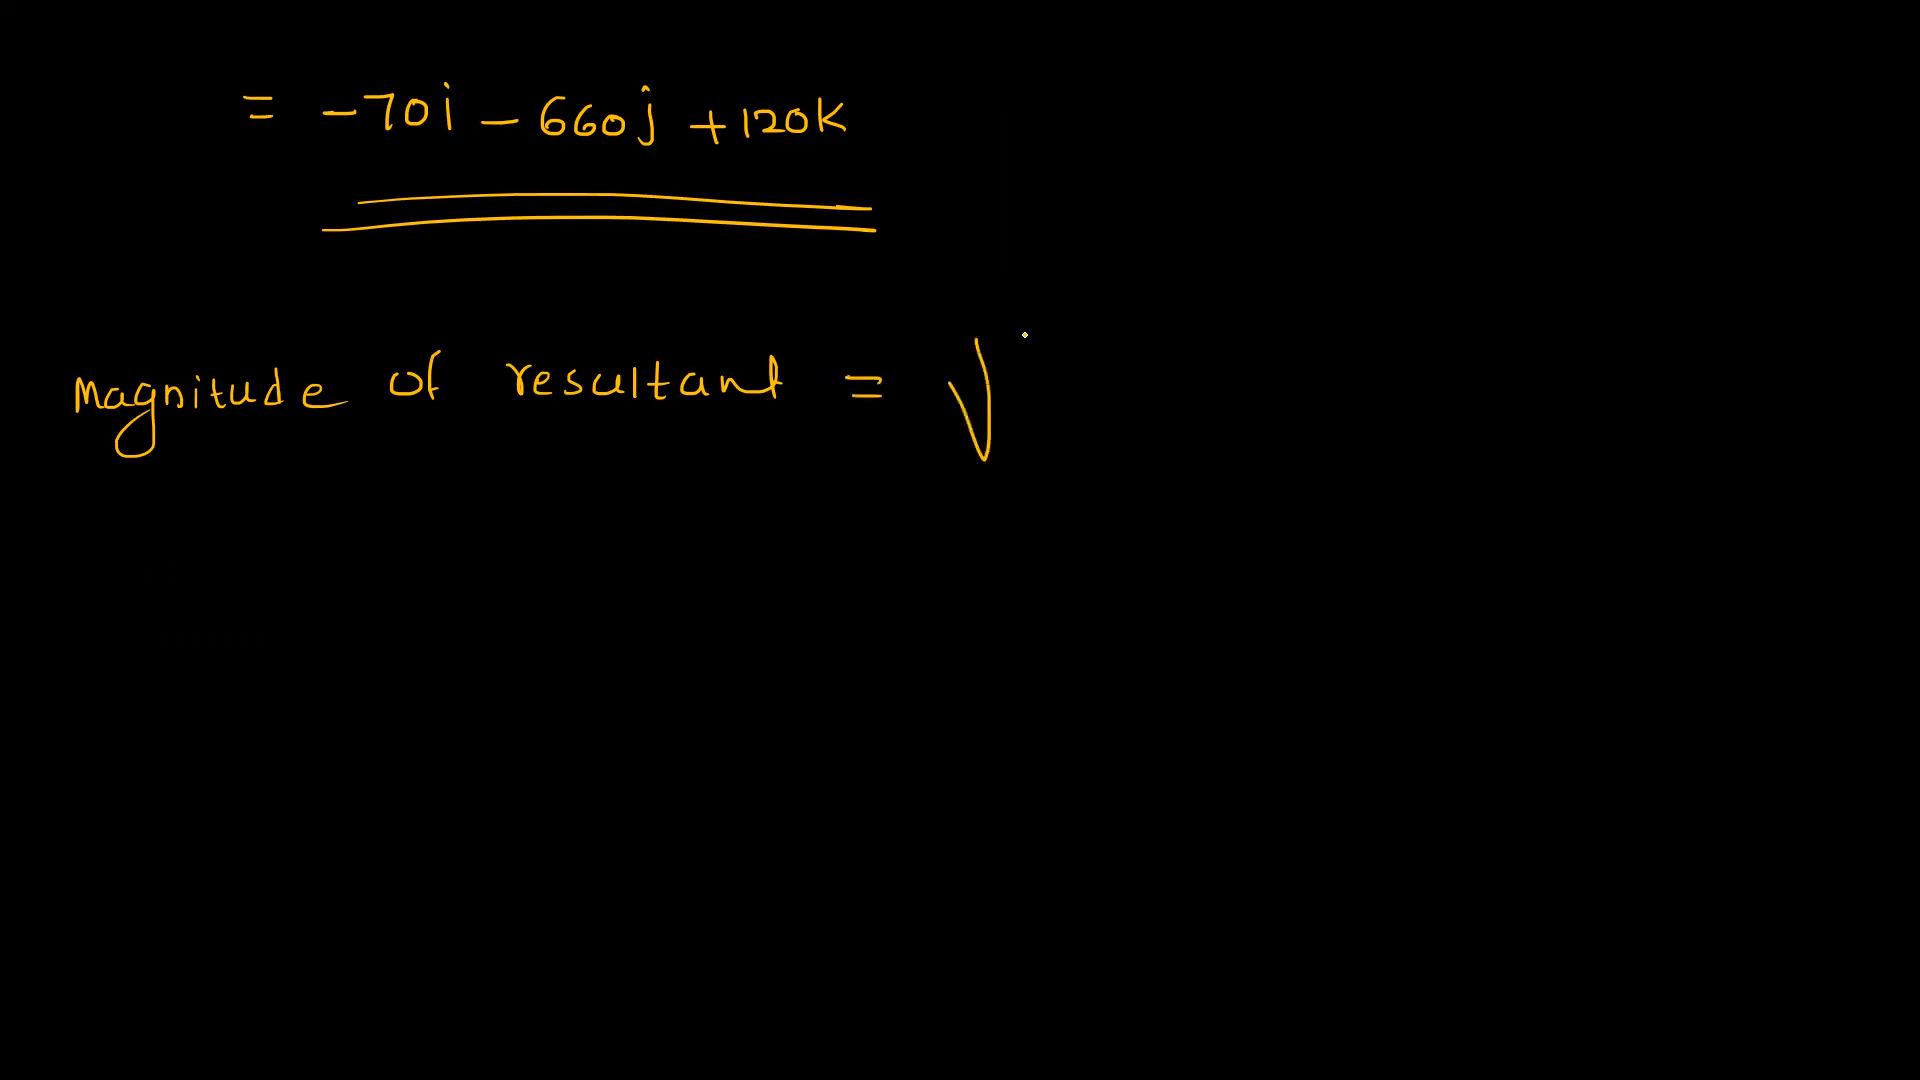 = -70i - 660j + 120k
Magnitude of resultant = √